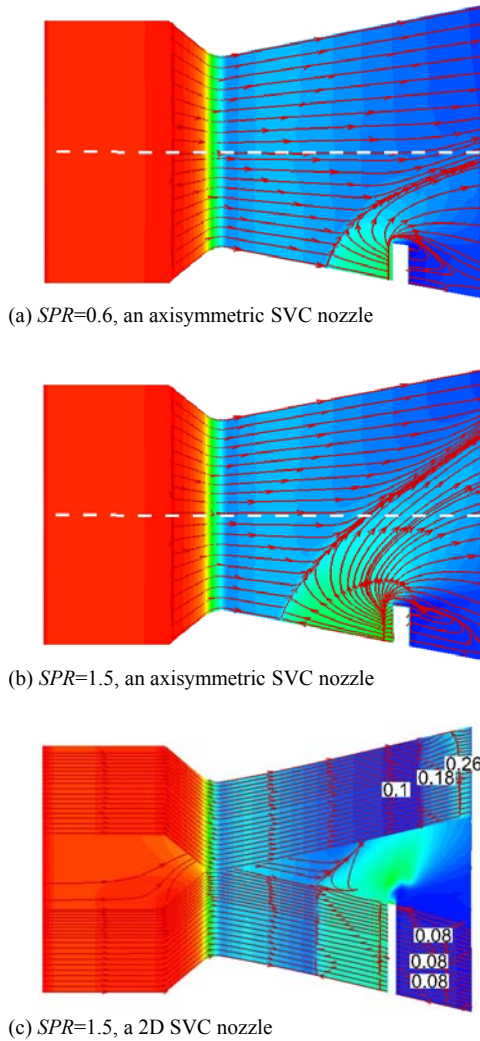 (a) SPR=0.6, an axisymmetric SVC nozzle
(b) SPR=1.5, an axisymmetric SVC nozzle
0.26
0.18
0.1
0.08
0.08
0.08
(c) SPR=1.5, a 2D SVC nozzle